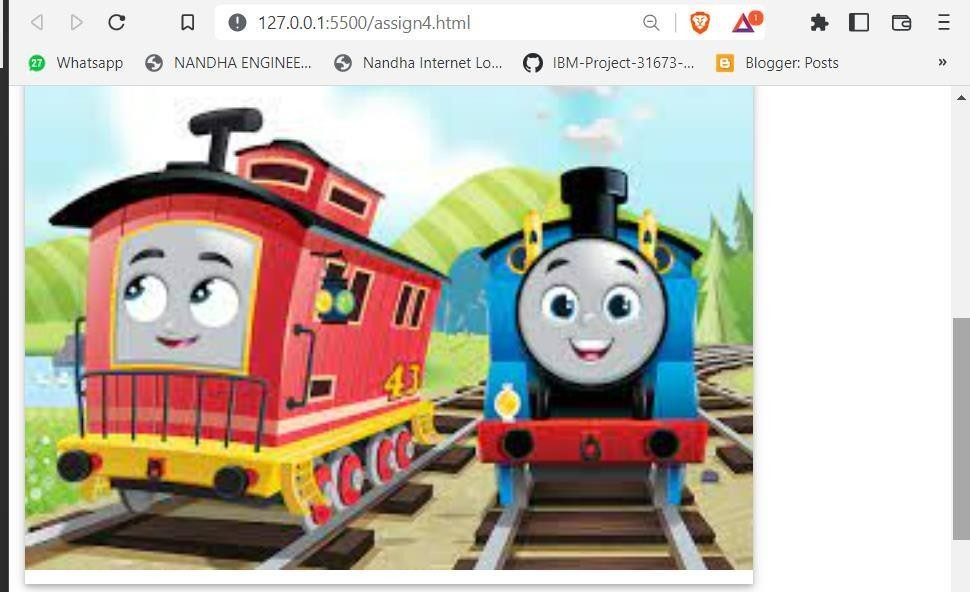 127.0.0.1:5500/assign4.html
1
27 Whatsapp NANDHA ENGINEE... Nandha Internet Lo... IBM-Project-31673-... Blogger: Posts »
43